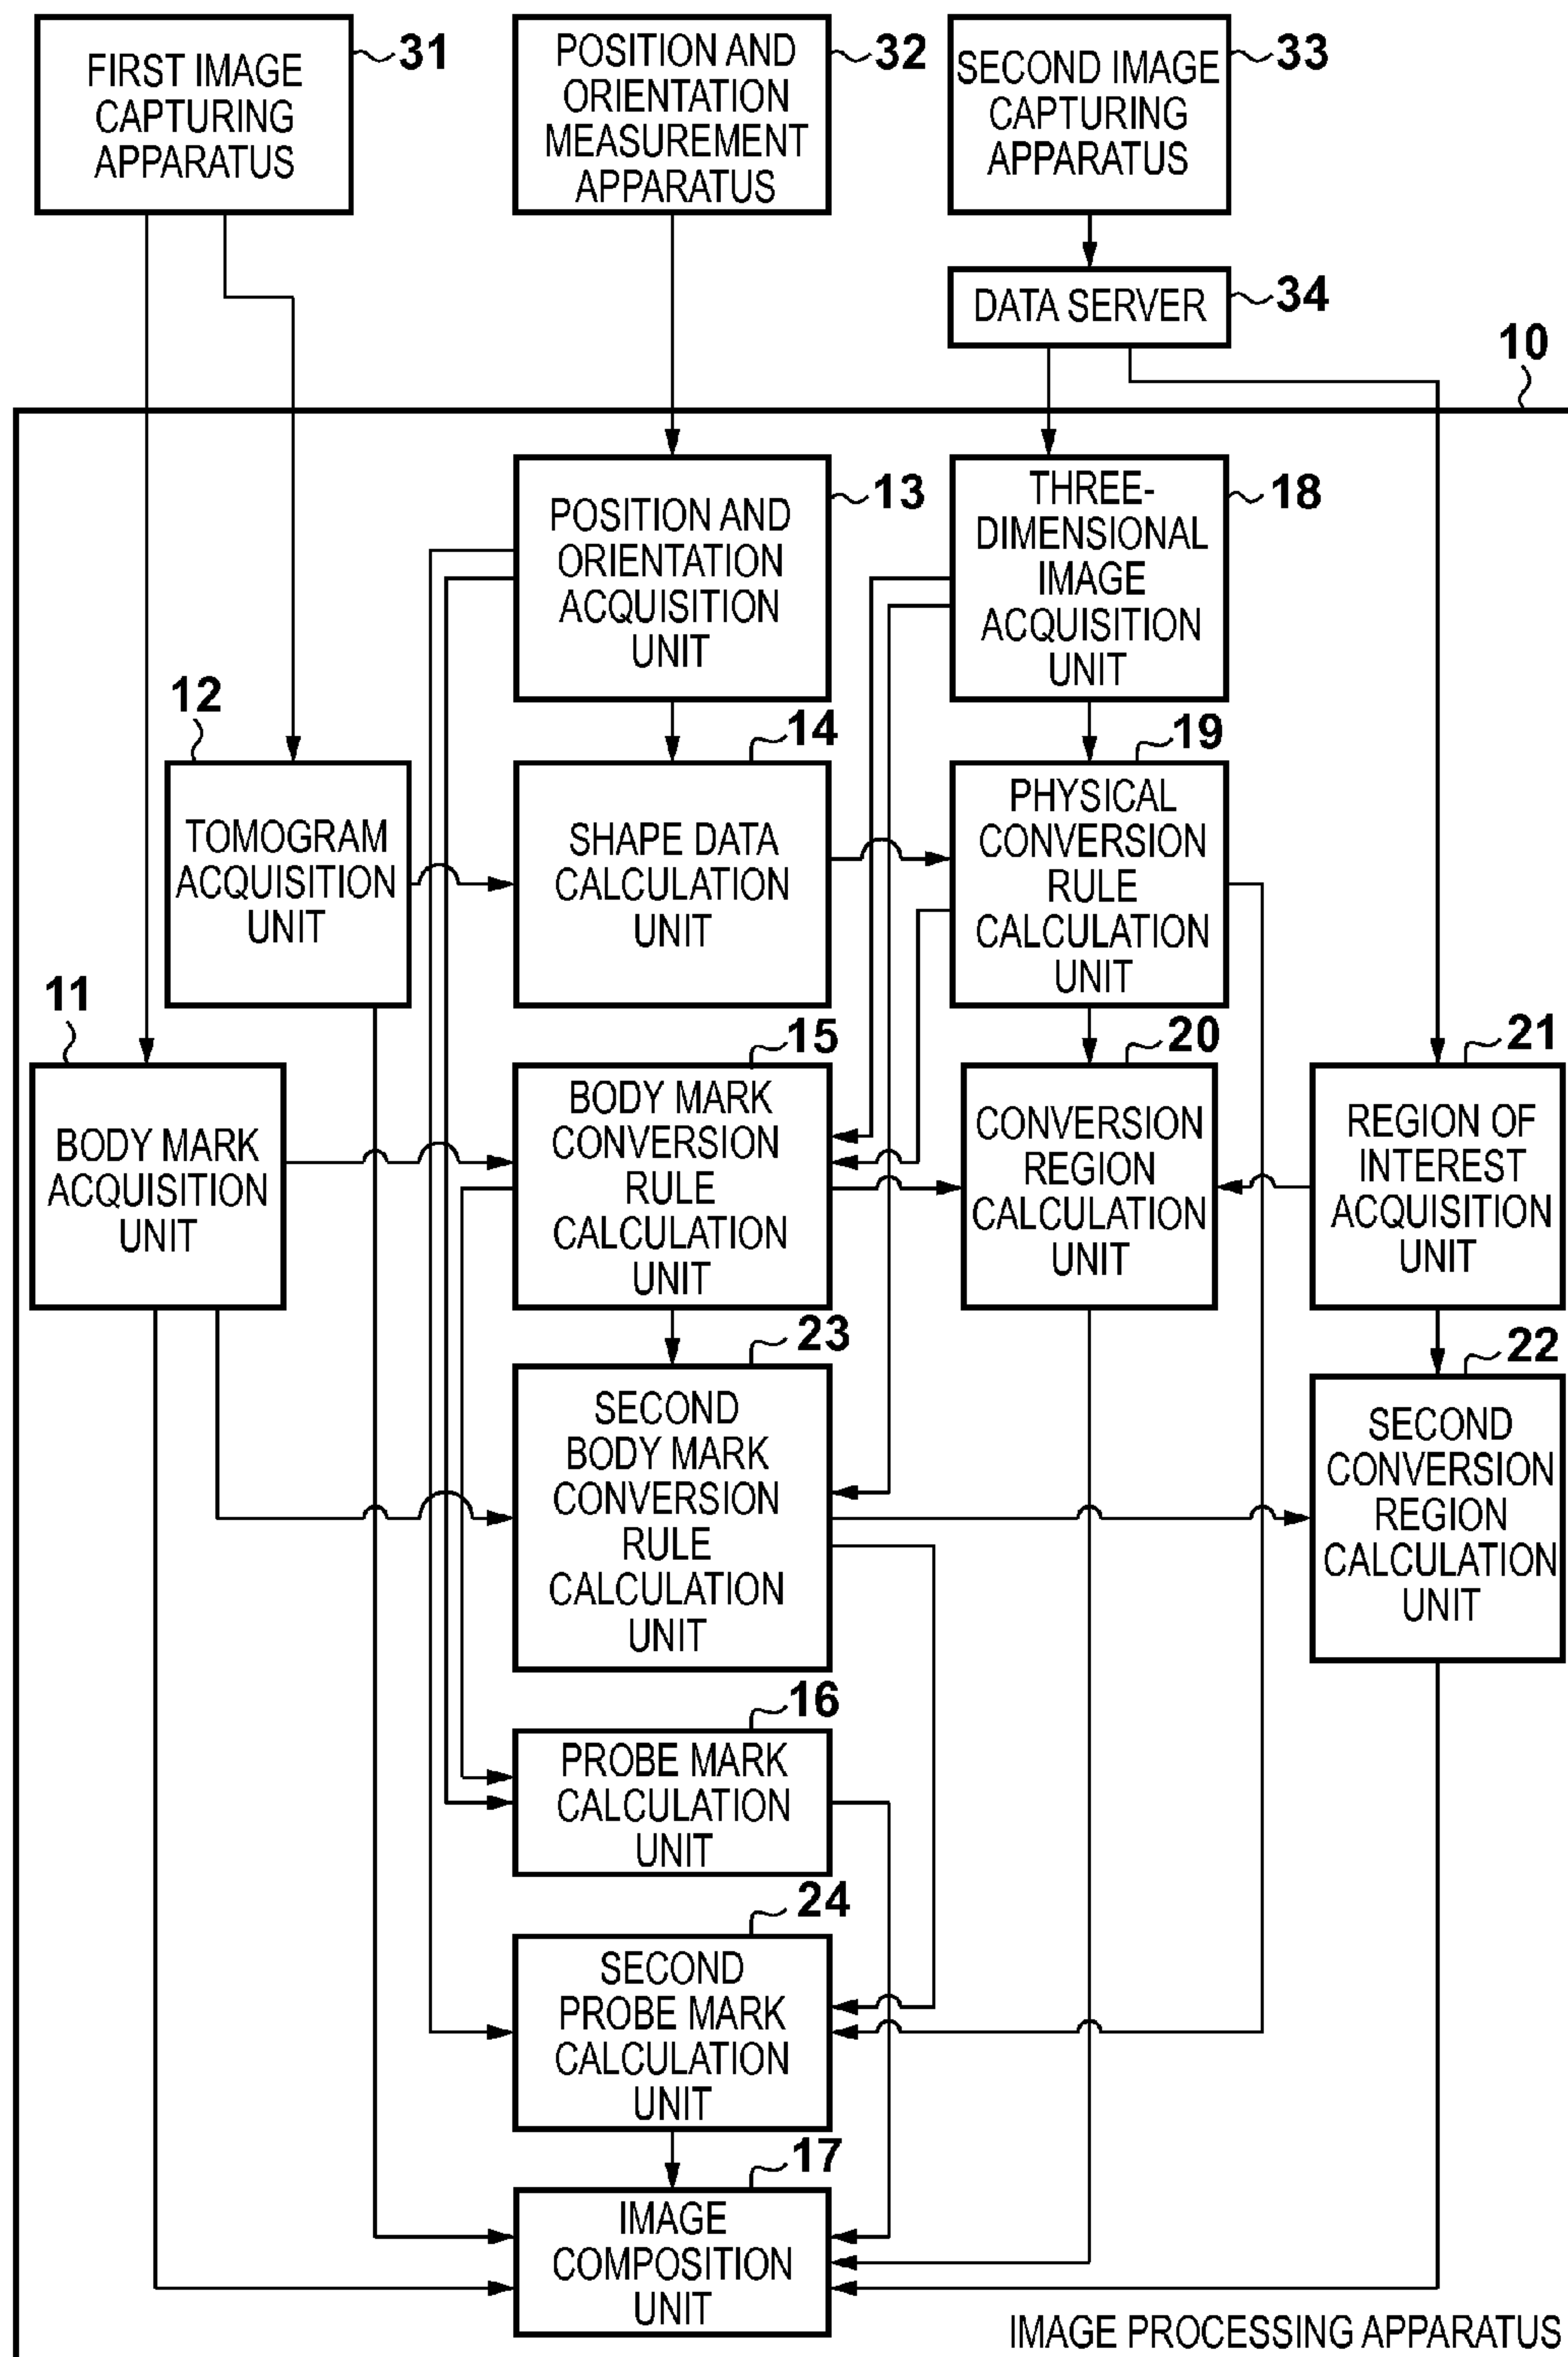 FIRST IMAGE
CAPTURING
APPARATUS
31
POSITION AND
ORIENTATION
MEASUREMENT
APPARATUS
32
SECOND IMAGE
CAPTURING
APPARATUS
33
DATA SERVER
34
10
POSITION AND
ORIENTATION
ACQUISITION
UNIT
13
THREE-
DIMENSIONAL
IMAGE
ACQUISITION
UNIT
18
12
TOMOGRAM
ACQUISITION
UNIT
14
SHAPE DATA
CALCULATION
UNIT
19
PHYSICAL
CONVERSION
RULE
CALCULATION
UNIT
11
BODY MARK
ACQUISITION
UNIT
15
BODY MARK
CONVERSION
RULE
CALCULATION
UNIT
20
CONVERSION
REGION
CALCULATION
UNIT
21
REGION OF
INTEREST
ACQUISITION
UNIT
23
SECOND
BODY MARK
CONVERSION
RULE
CALCULATION
UNIT
22
SECOND
CONVERSION
REGION
CALCULATION
UNIT
16
PROBE MARK
CALCULATION
UNIT
24
SECOND
PROBE MARK
CALCULATION
UNIT
17
IMAGE
COMPOSITION
UNIT
IMAGE PROCESSING APPARATUS